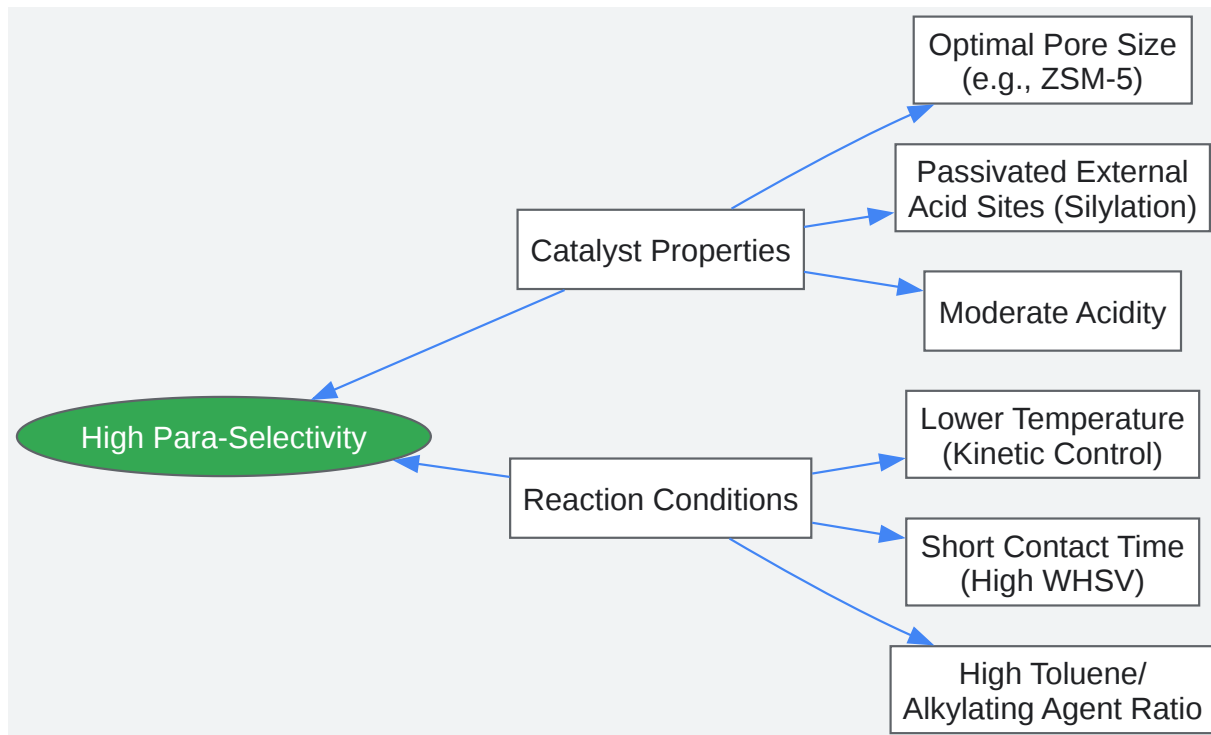 Optimal Pore Size
(e.g., ZSM-5)
Passivated External
Acid Sites (Silylation)
Catalyst Properties
Moderate Acidity
High Para-Selectivity
Lower Temperature
(Kinetic Control)
Reaction Conditions
Short Contact Time
(High WHSV)
High Toluene/
Alkylating Agent Ratio